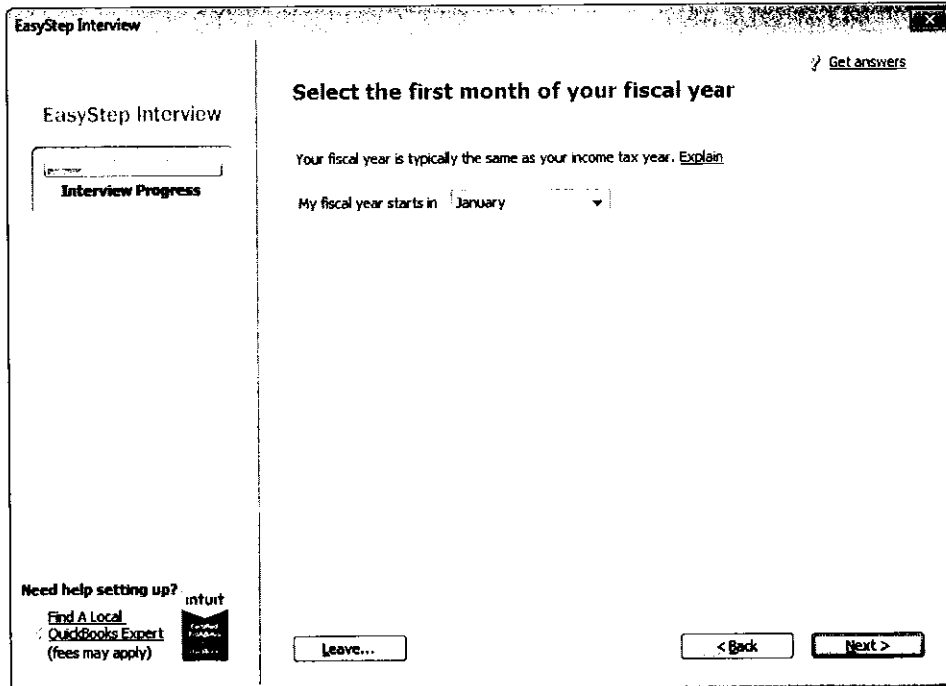 EasyStep Interview
Get answers
Select the first month of your fiscal year
EasyStep Interview
Your fiscal year is typically the same as your income tax year. Explain
Interview Progress
My fiscal year starts in January
Need help setting up?
intuit
Find A Local
QuickBooks Expert
(fees may apply)
Leave...
< Back
Next >